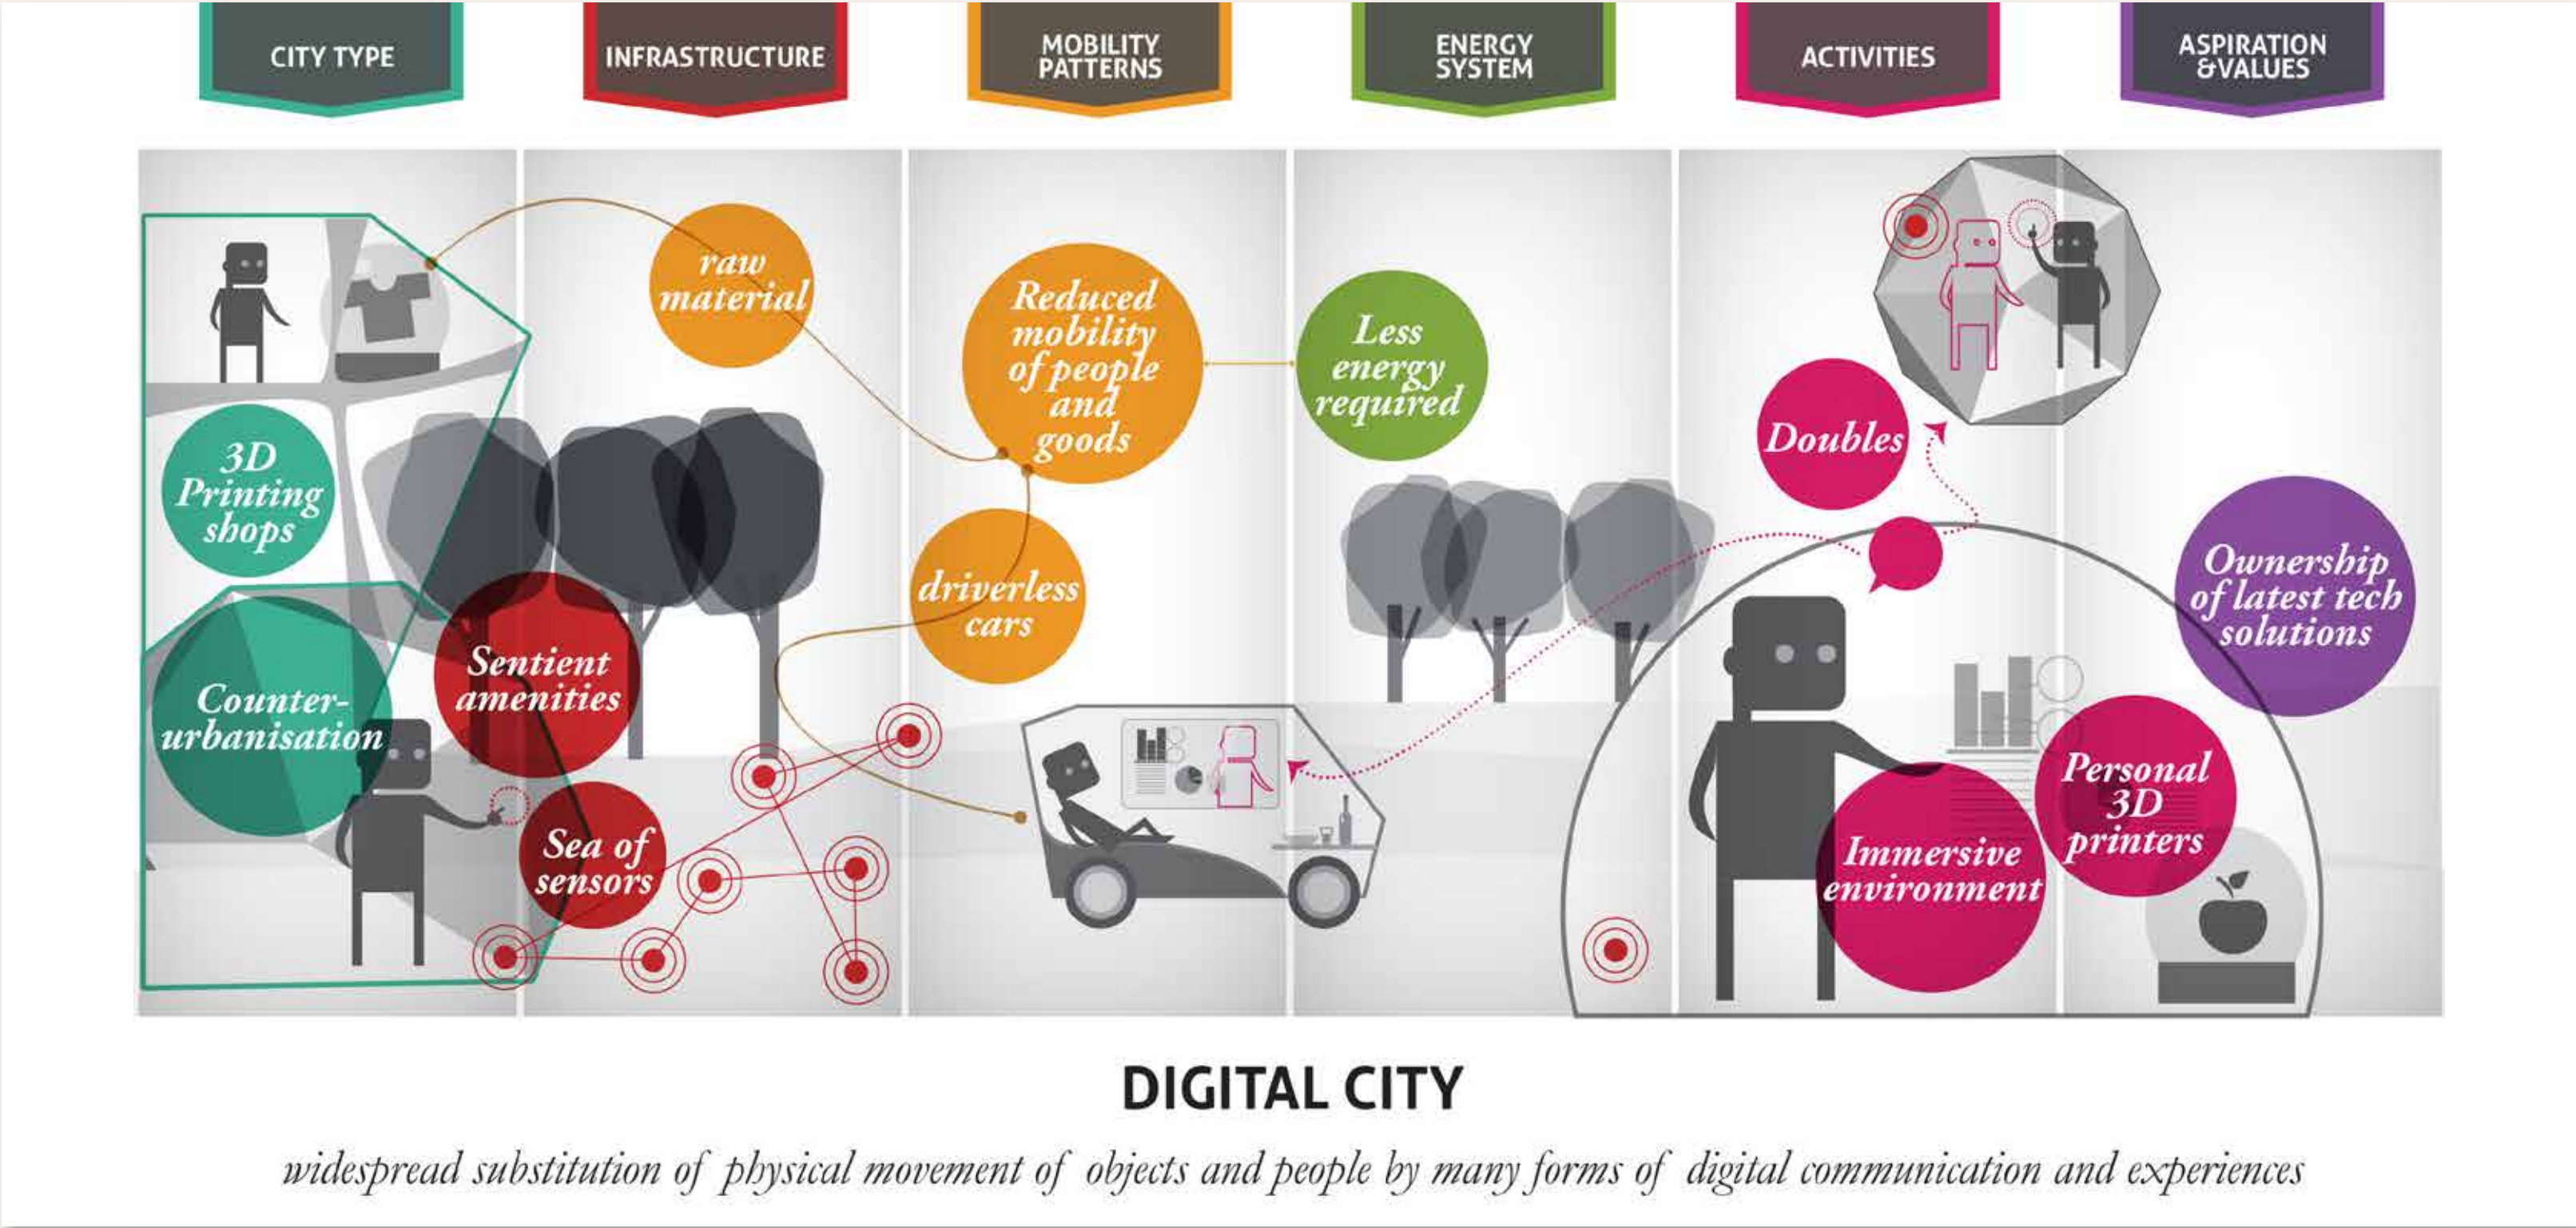 CITY TYPE
INFRASTRUCTURE
MOBILITY
PATTERNS
ENERGY
SYSTEM
ACTIVITIES
ASPIRATION
&VALUES
raw
material
Reduced
mobility
of people
and
goods
Less
energy
required
Doubles
3D
Printing
shops
driverless
cars
Ownership
of latest tech
solutions
Sentient
amenities
Counter-
urbanisation
Sea of
sensors
Personal
3D
printers
Immersive
environment
DIGITAL CITY
widespread substitution of physical movement of objects and people by many forms of digital communication and experiences